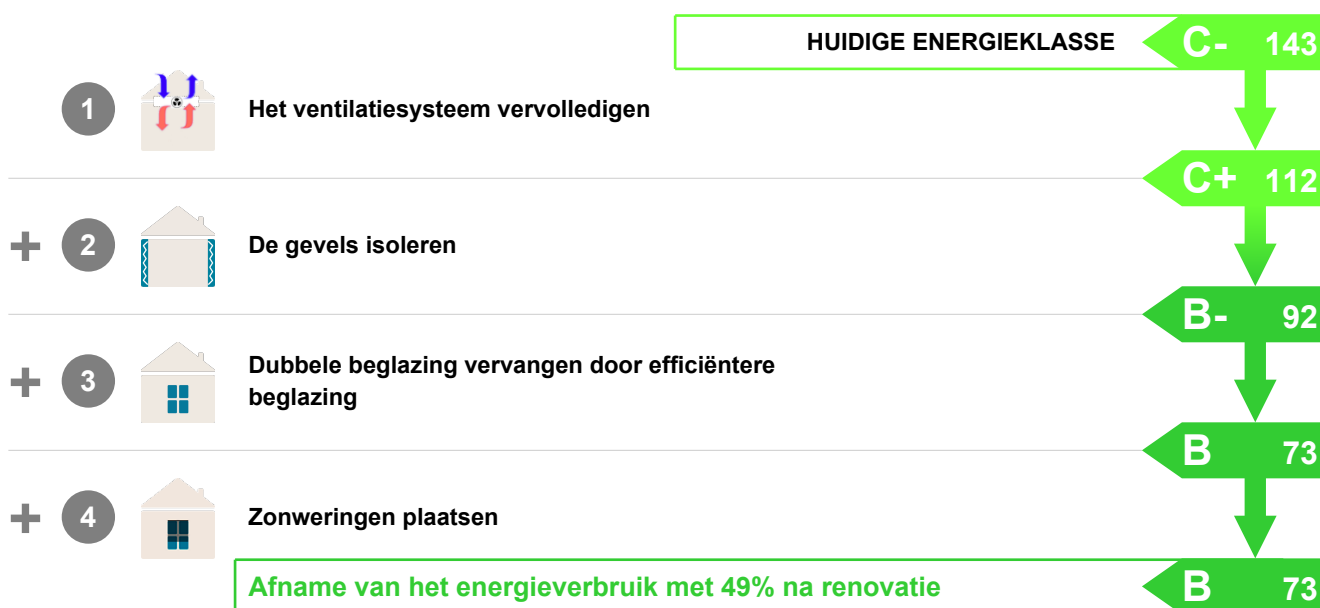 HUIDIGE ENERGIEKLASSE C- 143
1 Het ventilatiesysteem vervolledigen
C+ 112
+ 2 De gevels isoleren
B- 92
+ 3 Dubbele beglazing vervangen door efficiëntere
beglazing
B 73
+ 4 Zonweringen plaatsen
Afname van het energieverbruik met 49% na renovatie B 73